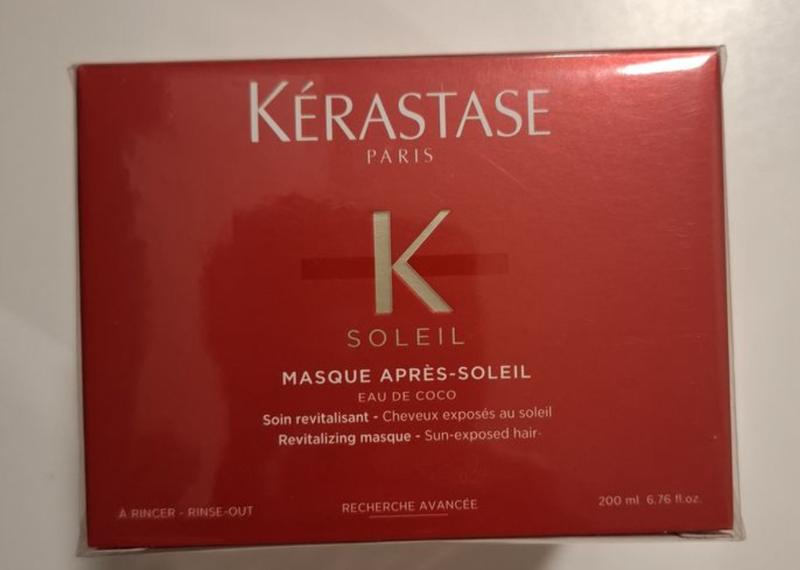 KÉRASTASE
PARIS
K
SOLEIL
MASQUE APRÈS-SOLEIL
EAU DE COCO
Soin revitalisant - Cheveux exposés au soleil
Revitalizing masque - Sun-exposed hair
À RINCER - RINSE-OUT
RECHERCHE AVANCÉE
200 ml 6.76 fl.oz.